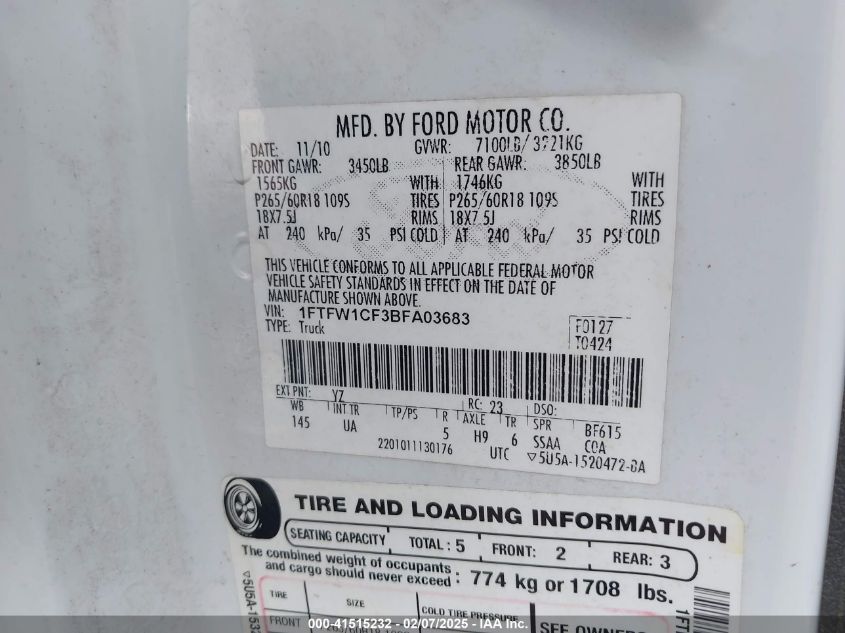 MFD. BY FORD MOTOR CO.
DATE: 11/10 GVWR: 7100LB/ 3221KG
FRONT GAWR: 3450LB REAR GAWR: 3850LB
1565KG WITH 1746KG WITH
P265/60R18 109S TIRES P265/60R18 109S TIRES
18X7.5J RIMS 18X7.5J RIMS
AT 240 kPa/ 35 PSI COLD AT 240 kPa/ 35 PSI COLD
THIS VEHICLE CONFORMS TO ALL APPLICABLE FEDERAL MOTOR
VEHICLE SAFETY STANDARDS IN EFFECT ON THE DATE OF
MANUFACTURE SHOWN ABOVE.
VIN: 1FTFW1CF3BFA03683
TYPE: Truck
F0127
T0424
EXT PNT: YZ RC: 23 DSO:
WB INT TR TP/PS R AXLE TR SPR BF615
145 UA 5 H9 6 SSAA COA
2201011130176 UTC ▽5U5A-1520472-BA
TIRE AND LOADING INFORMATION
SEATING CAPACITY TOTAL: 5 FRONT: 2 REAR: 3
The combined weight of occupants
and cargo should never exceed : 774 kg or 1708 lbs.
TIRE SIZE COLD TIRE PRESSURE SEE OWNERS
FRONT
000-41515232 - 02/07/2025 - IAA Inc.